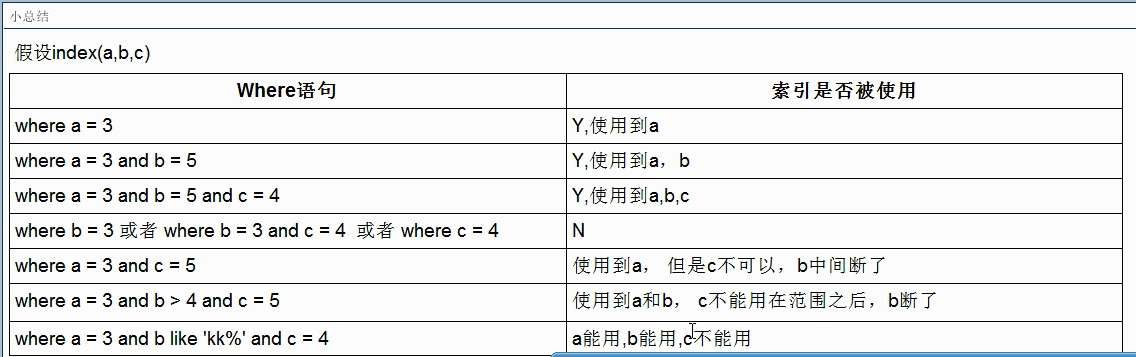 小总结
假设index(a,b,c)
Where语句 索引是否被使用
where a = 3 Y,使用到a
where a = 3 and b = 5 Y,使用到a，b
where a = 3 and b = 5 and c = 4 Y,使用到a,b,c
where b = 3 或者 where b = 3 and c = 4 或者 where c = 4 N
where a = 3 and c = 5 使用到a， 但是c不可以，b中间断了
where a = 3 and b > 4 and c = 5 使用到a和b， c不能用在范围之后，b断了
where a = 3 and b like 'kk%' and c = 4 a能用,b能用,c不能用